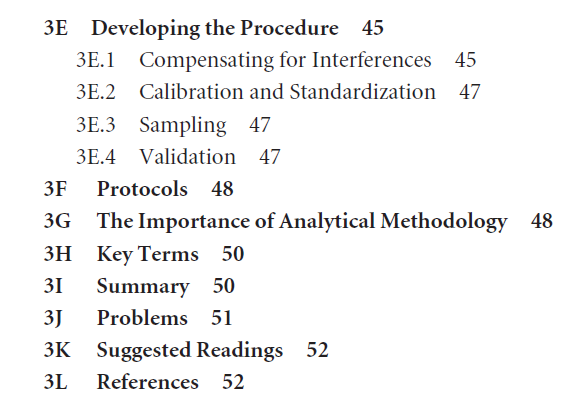 3E Developing the Procedure 45
3E.1 Compensating for Interferences 45
3E.2 Calibration and Standardization 47
3E.3 Sampling 47
3E.4 Validation 47
3F Protocols 48
3G The Importance of Analytical Methodology 48
3H Key Terms 50
3I Summary 50
3J Problems 51
3K Suggested Readings 52
3L References 52